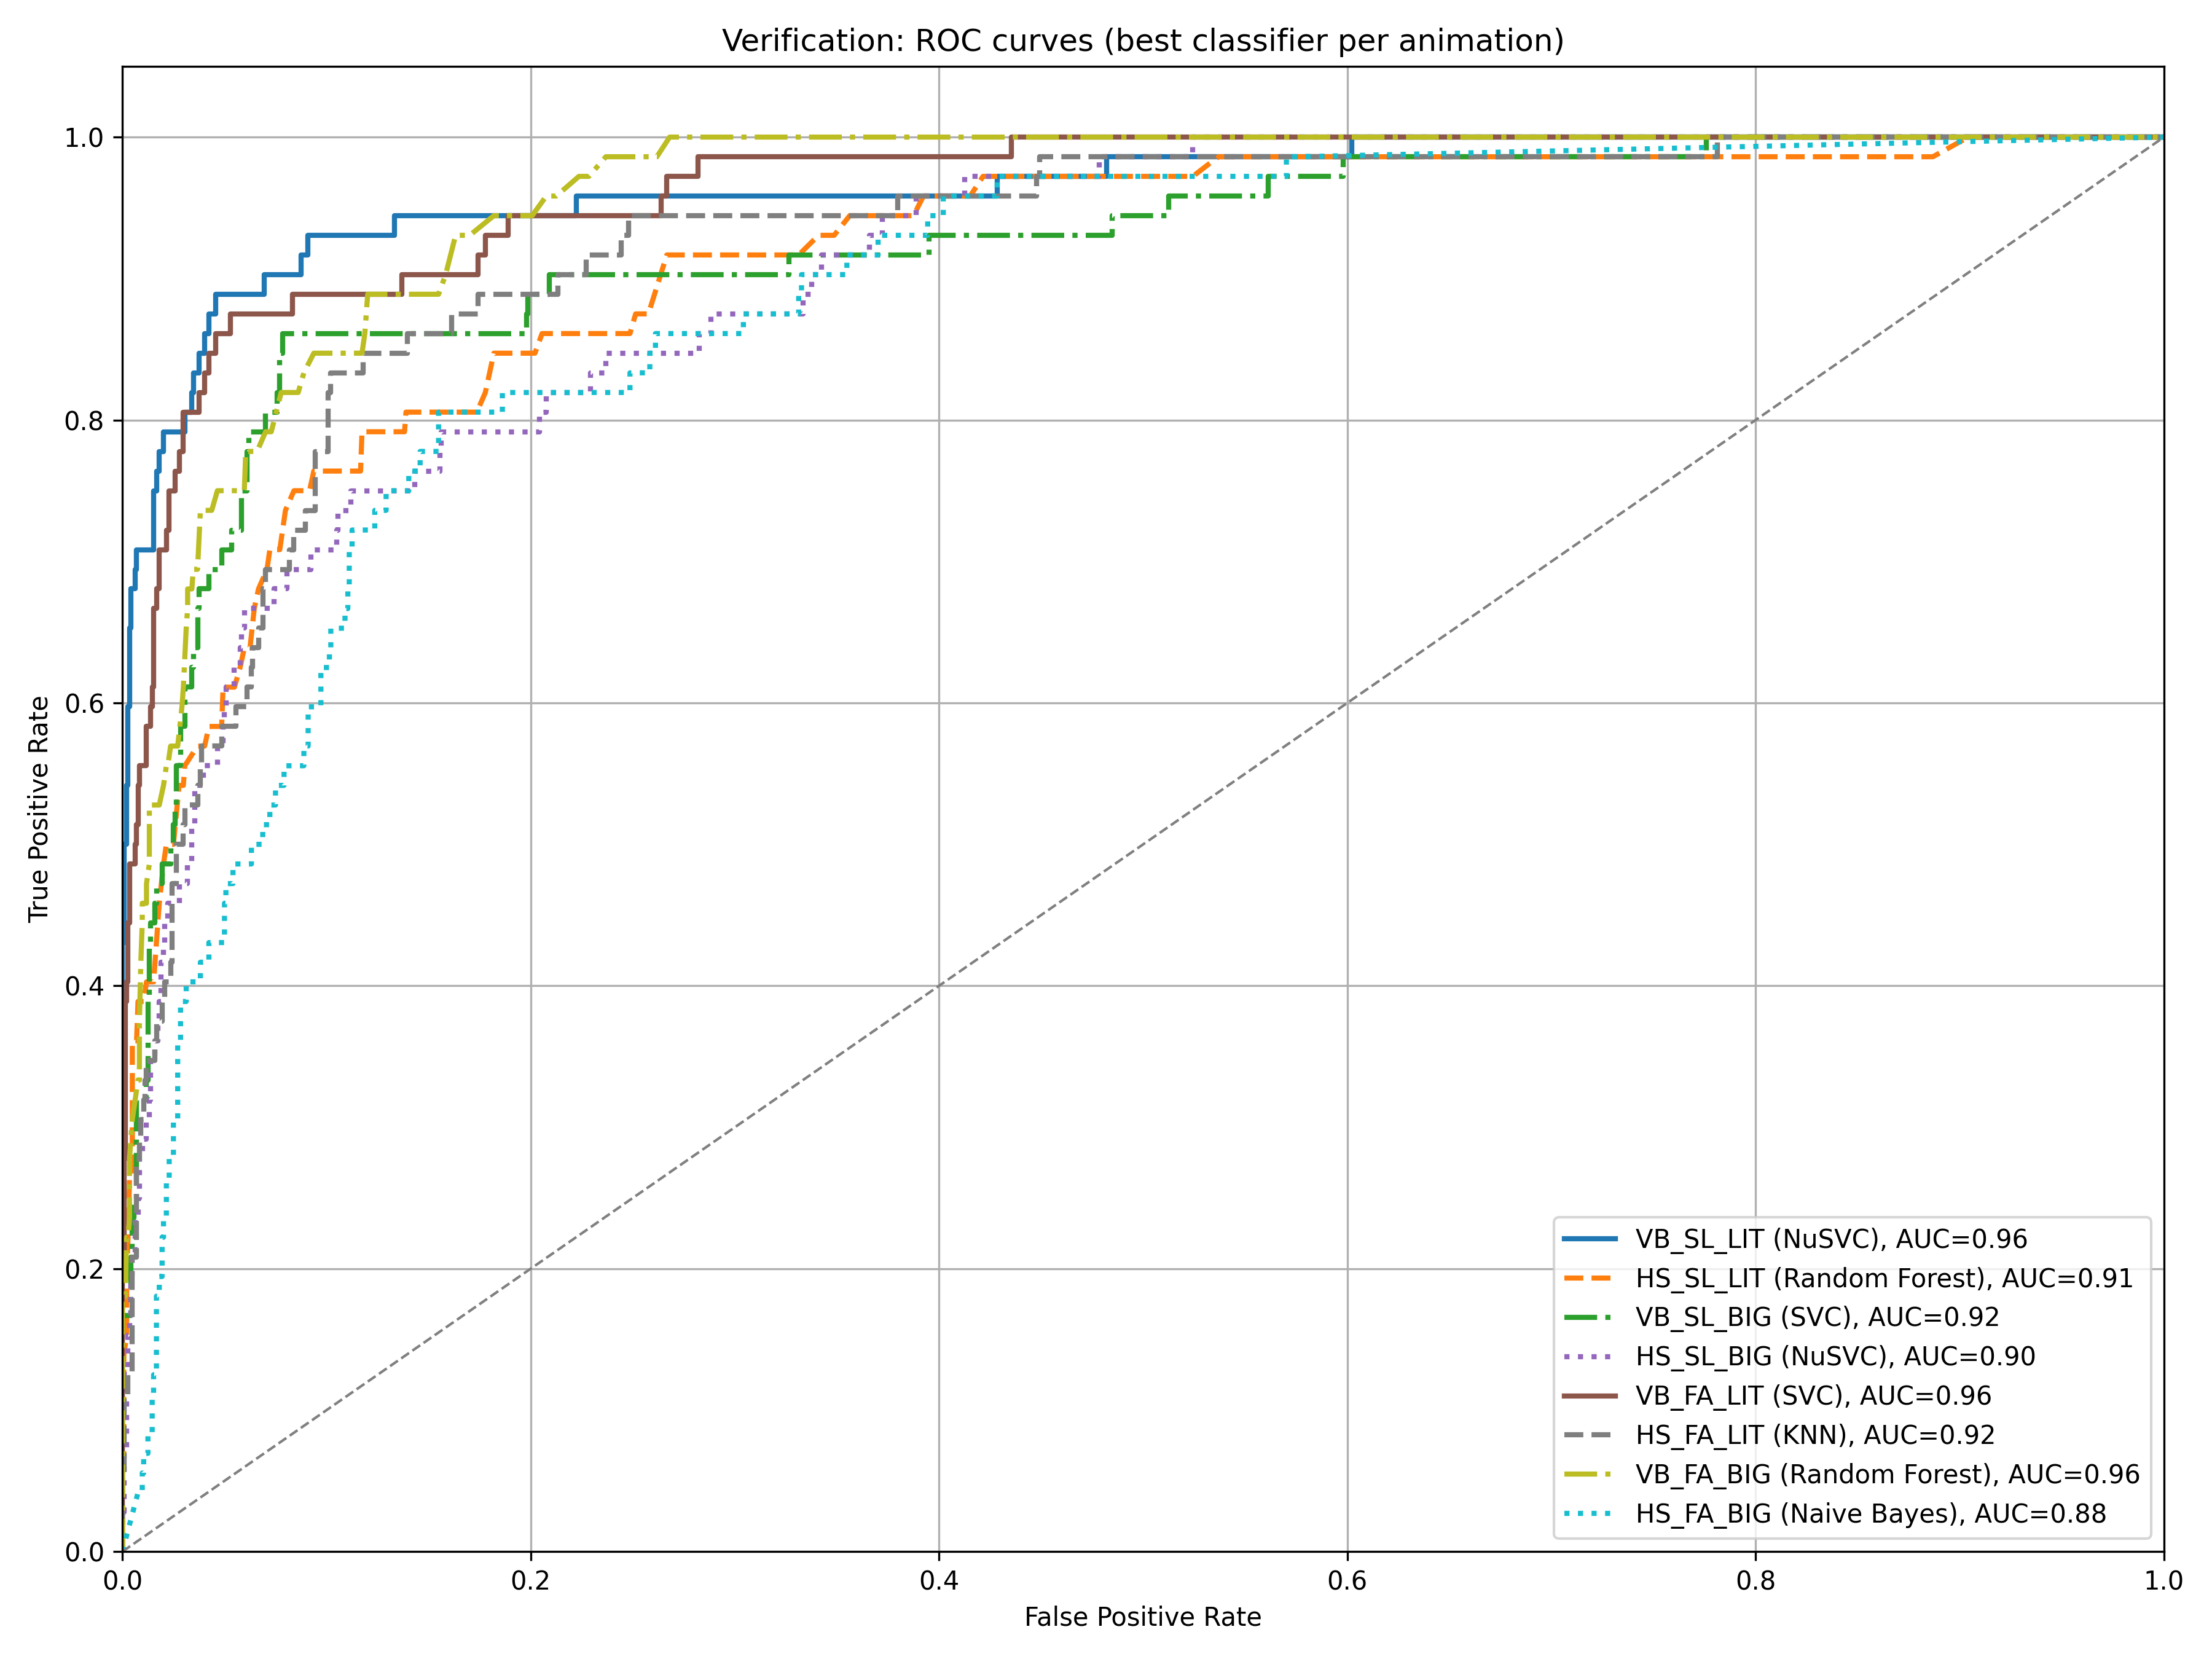 Verification: ROC curves (best classifier per animation)
1.0
0.8
0.6
0.4
0.2
0.0
True Positive Rate
0.0 0.2 0.4 0.6 0.8 1.0
False Positive Rate
VB_SL_LIT (NuSVC), AUC=0.96
HS_SL_LIT (Random Forest), AUC=0.91
VB_SL_BIG (SVC), AUC=0.92
HS_SL_BIG (NuSVC), AUC=0.90
VB_FA_LIT (SVC), AUC=0.96
HS_FA_LIT (KNN), AUC=0.92
VB_FA_BIG (Random Forest), AUC=0.96
HS_FA_BIG (Naive Bayes), AUC=0.88